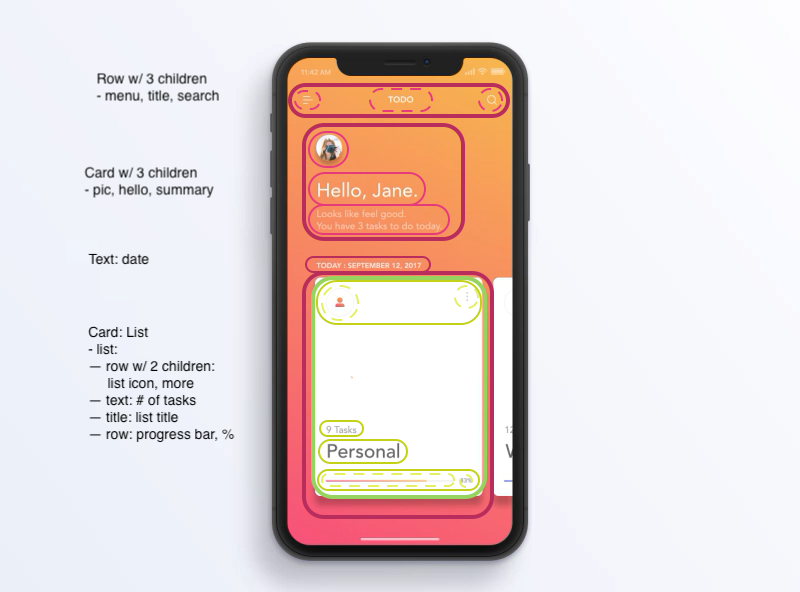 Row w/ 3 children
- menu, title, search
Card w/ 3 children
- pic, hello, summary
Text: date
Card: List
- list:
— row w/ 2 children:
list icon, more
— text: # of tasks
— title: list title
— row: progress bar, %
11:42 AM
TODO
Hello, Jane.
Looks like feel good.
You have 3 tasks to do today.
TODAY : SEPTEMBER 12, 2017
9 Tasks
Personal
83%
12